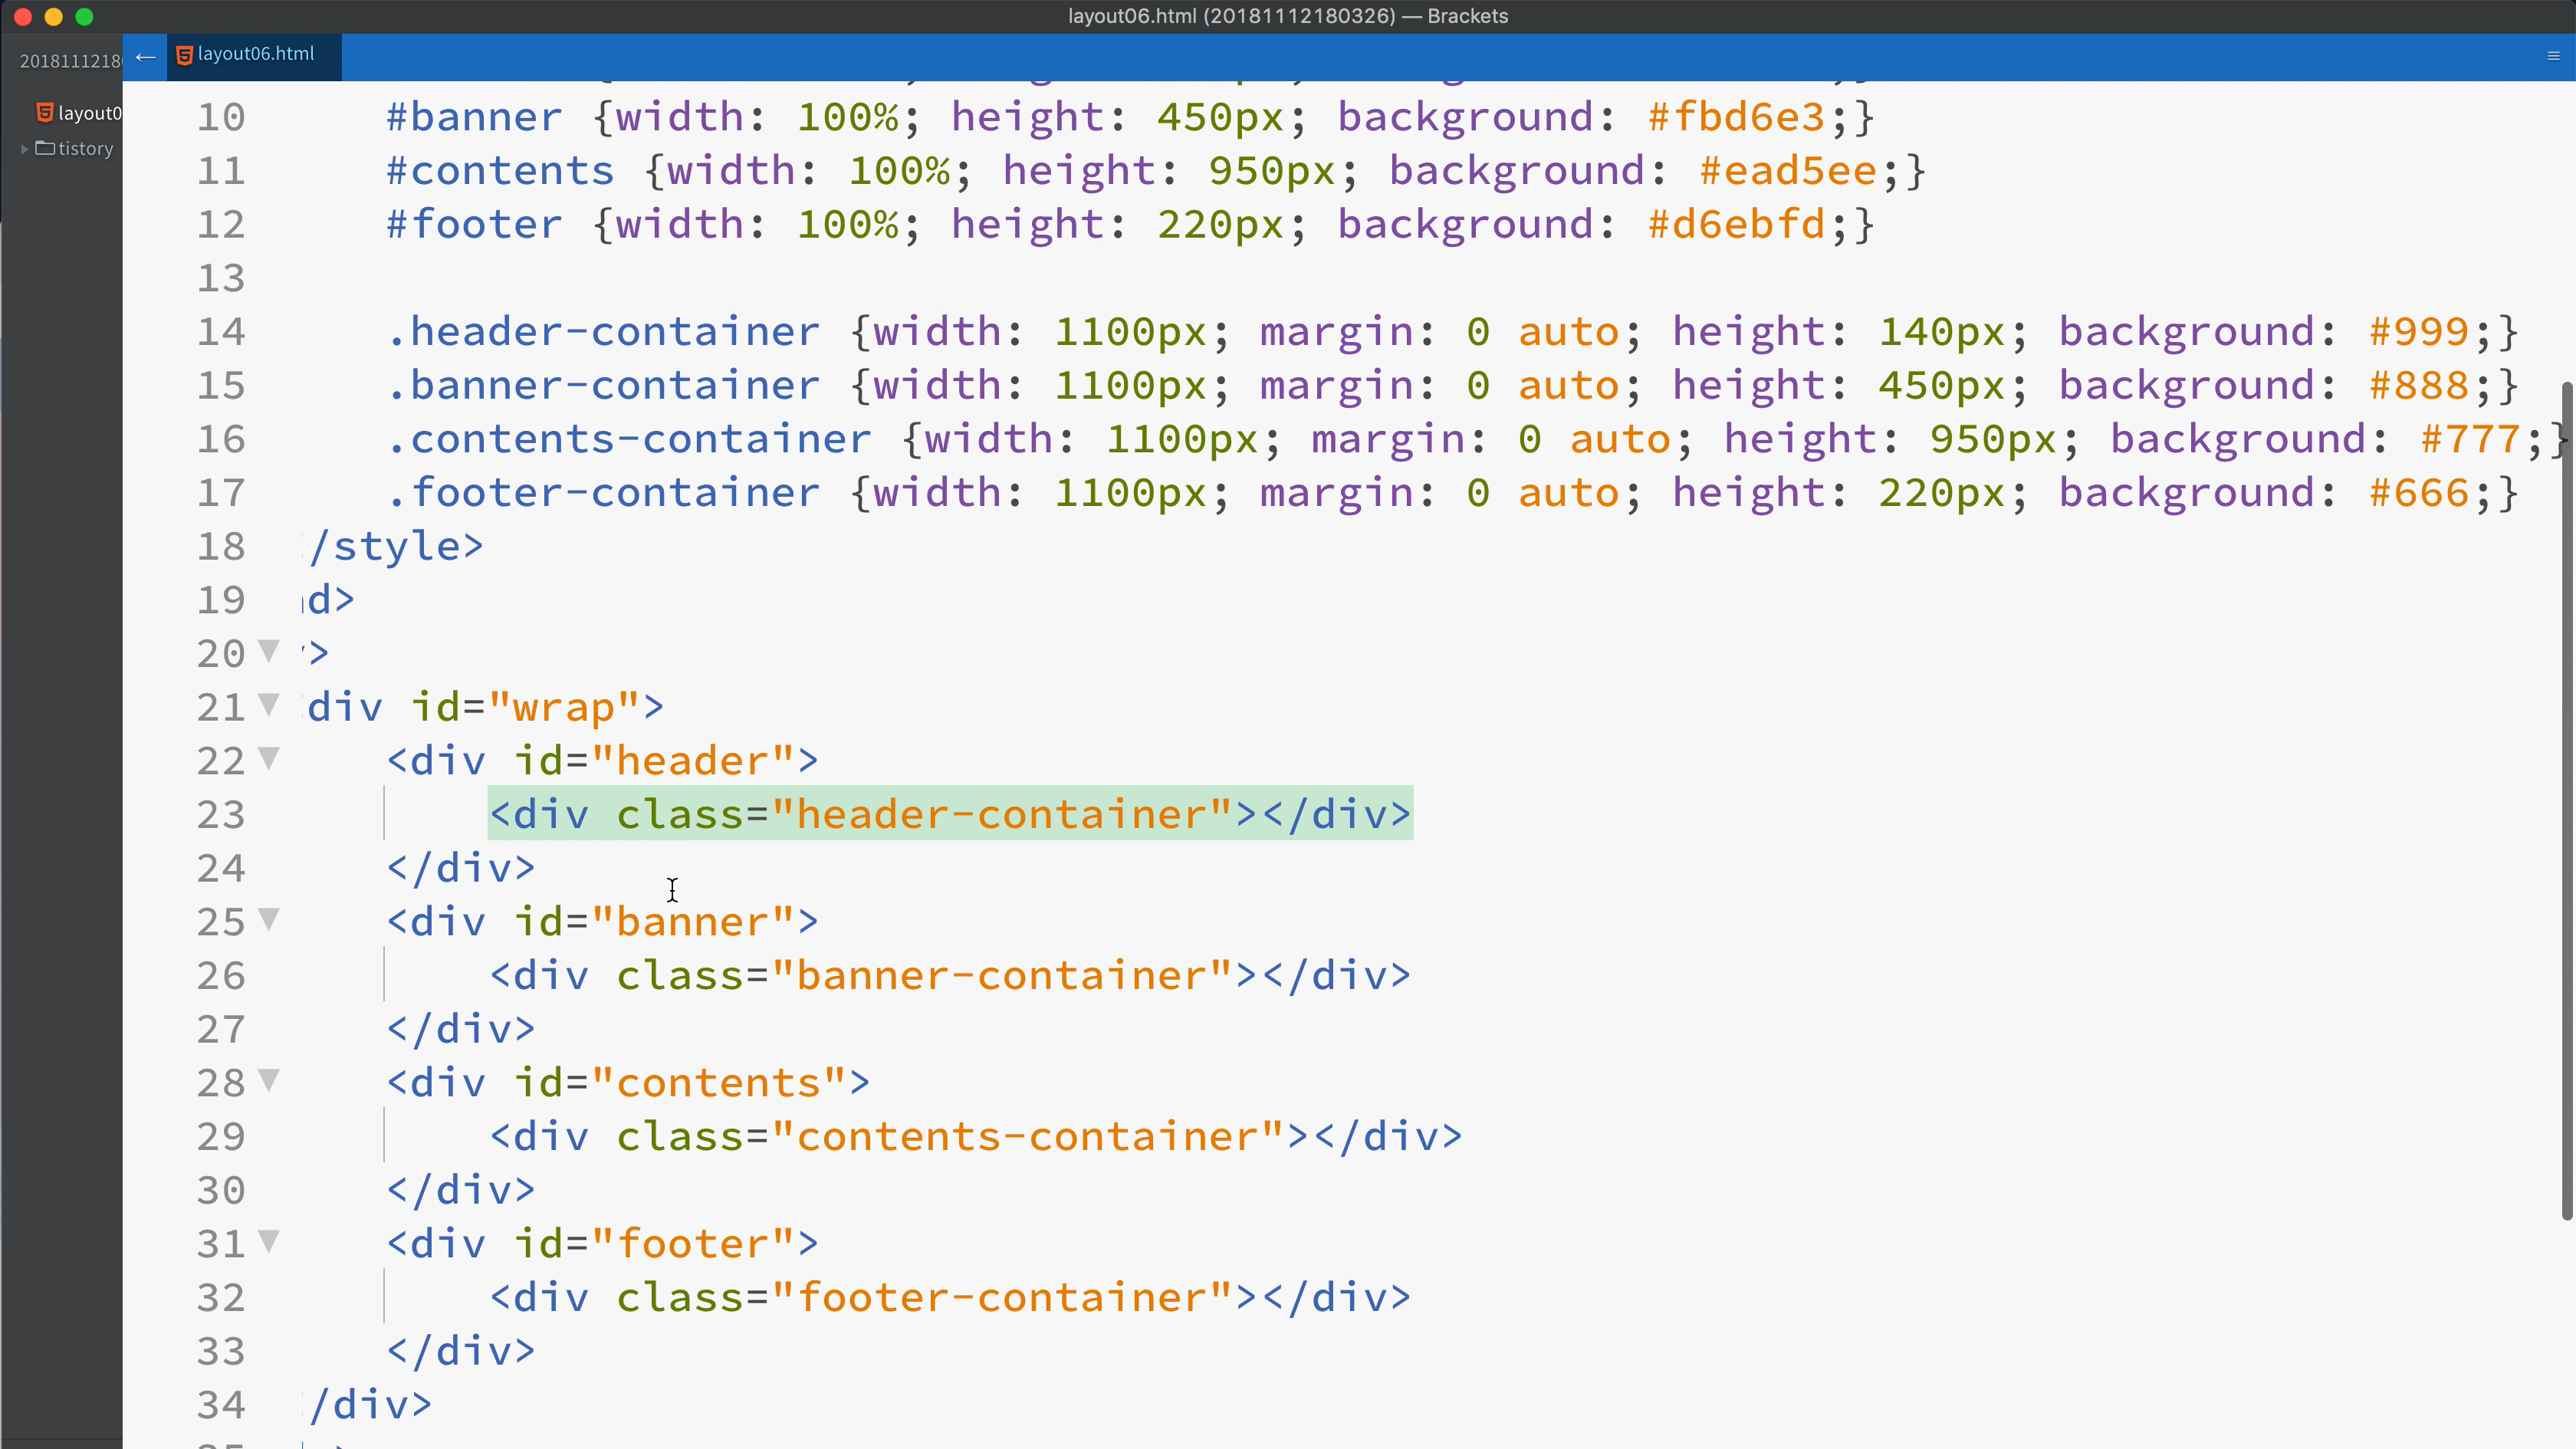 layout06.html (20181112180326) — Brackets
2018111218
← layout06.html
layout0
tistory
10 #banner {width: 100%; height: 450px; background: #fbd6e3;}
11 #contents {width: 100%; height: 950px; background: #ead5ee;}
12 #footer {width: 100%; height: 220px; background: #d6ebfd;}
13
14 .header-container {width: 1100px; margin: 0 auto; height: 140px; background: #999;}
15 .banner-container {width: 1100px; margin: 0 auto; height: 450px; background: #888;}
16 .contents-container {width: 1100px; margin: 0 auto; height: 950px; background: #777;}
17 .footer-container {width: 1100px; margin: 0 auto; height: 220px; background: #666;}
18 /style>
19 d>
20 >
21 div id="wrap">
22 <div id="header">
23 <div class="header-container"></div>
24 </div>
25 <div id="banner">
26 <div class="banner-container"></div>
27 </div>
28 <div id="contents">
29 <div class="contents-container"></div>
30 </div>
31 <div id="footer">
32 <div class="footer-container"></div>
33 </div>
34 /div>